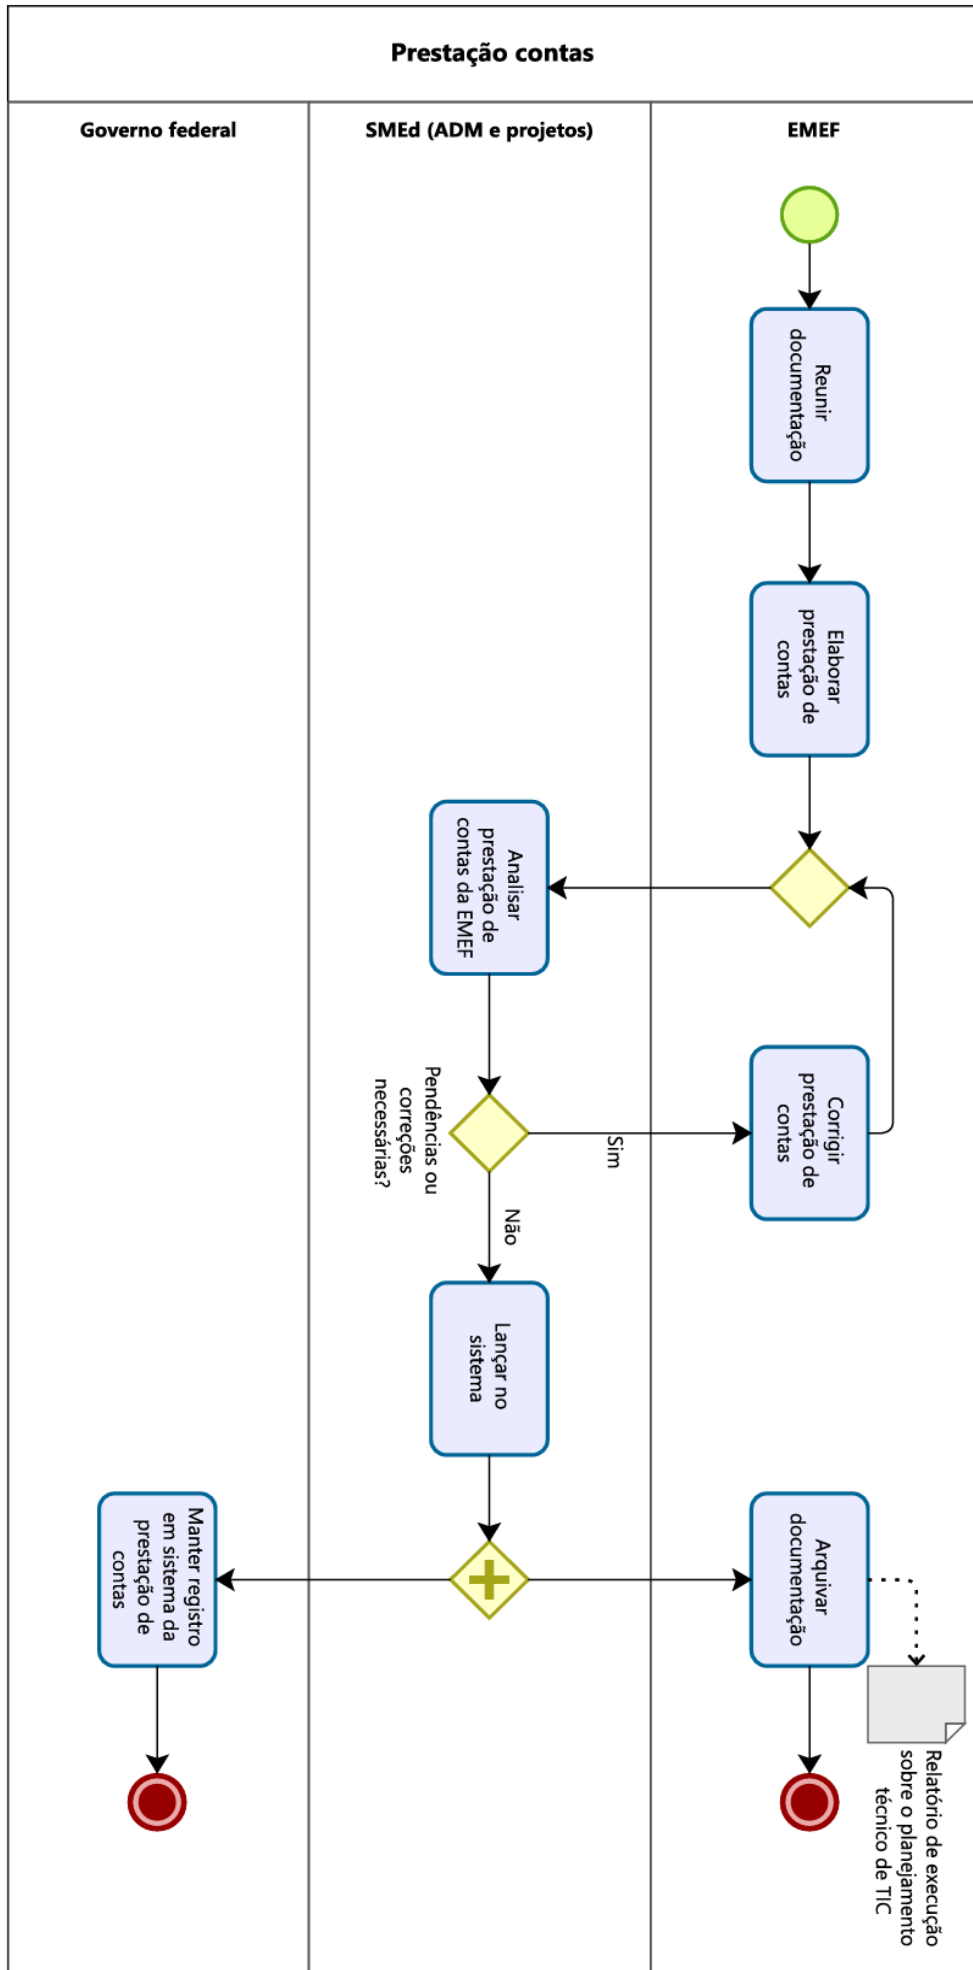 Prestação contas
Governo federal
SMEd (ADM e projetos)
EMEF
Reunir
documentação
Elaborar
prestação de
contas
Analisar
prestação de
contas da EMEF
Pendências ou
correções
necessárias?
Sim
Corrigir
prestação de
contas
Não
Lançar no
sistema
Manter registro
em sistema da
prestação de
contas
Arquivar
documentação
Relatório de execução
sobre o planejamento
técnico de TIC